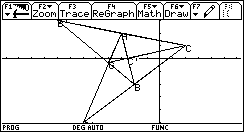 F1 F2 Zoom F3 Trace F4 ReGraph F5 Math F6 Draw F7
A
C
G
B
PROG DEG AUTO FUNC